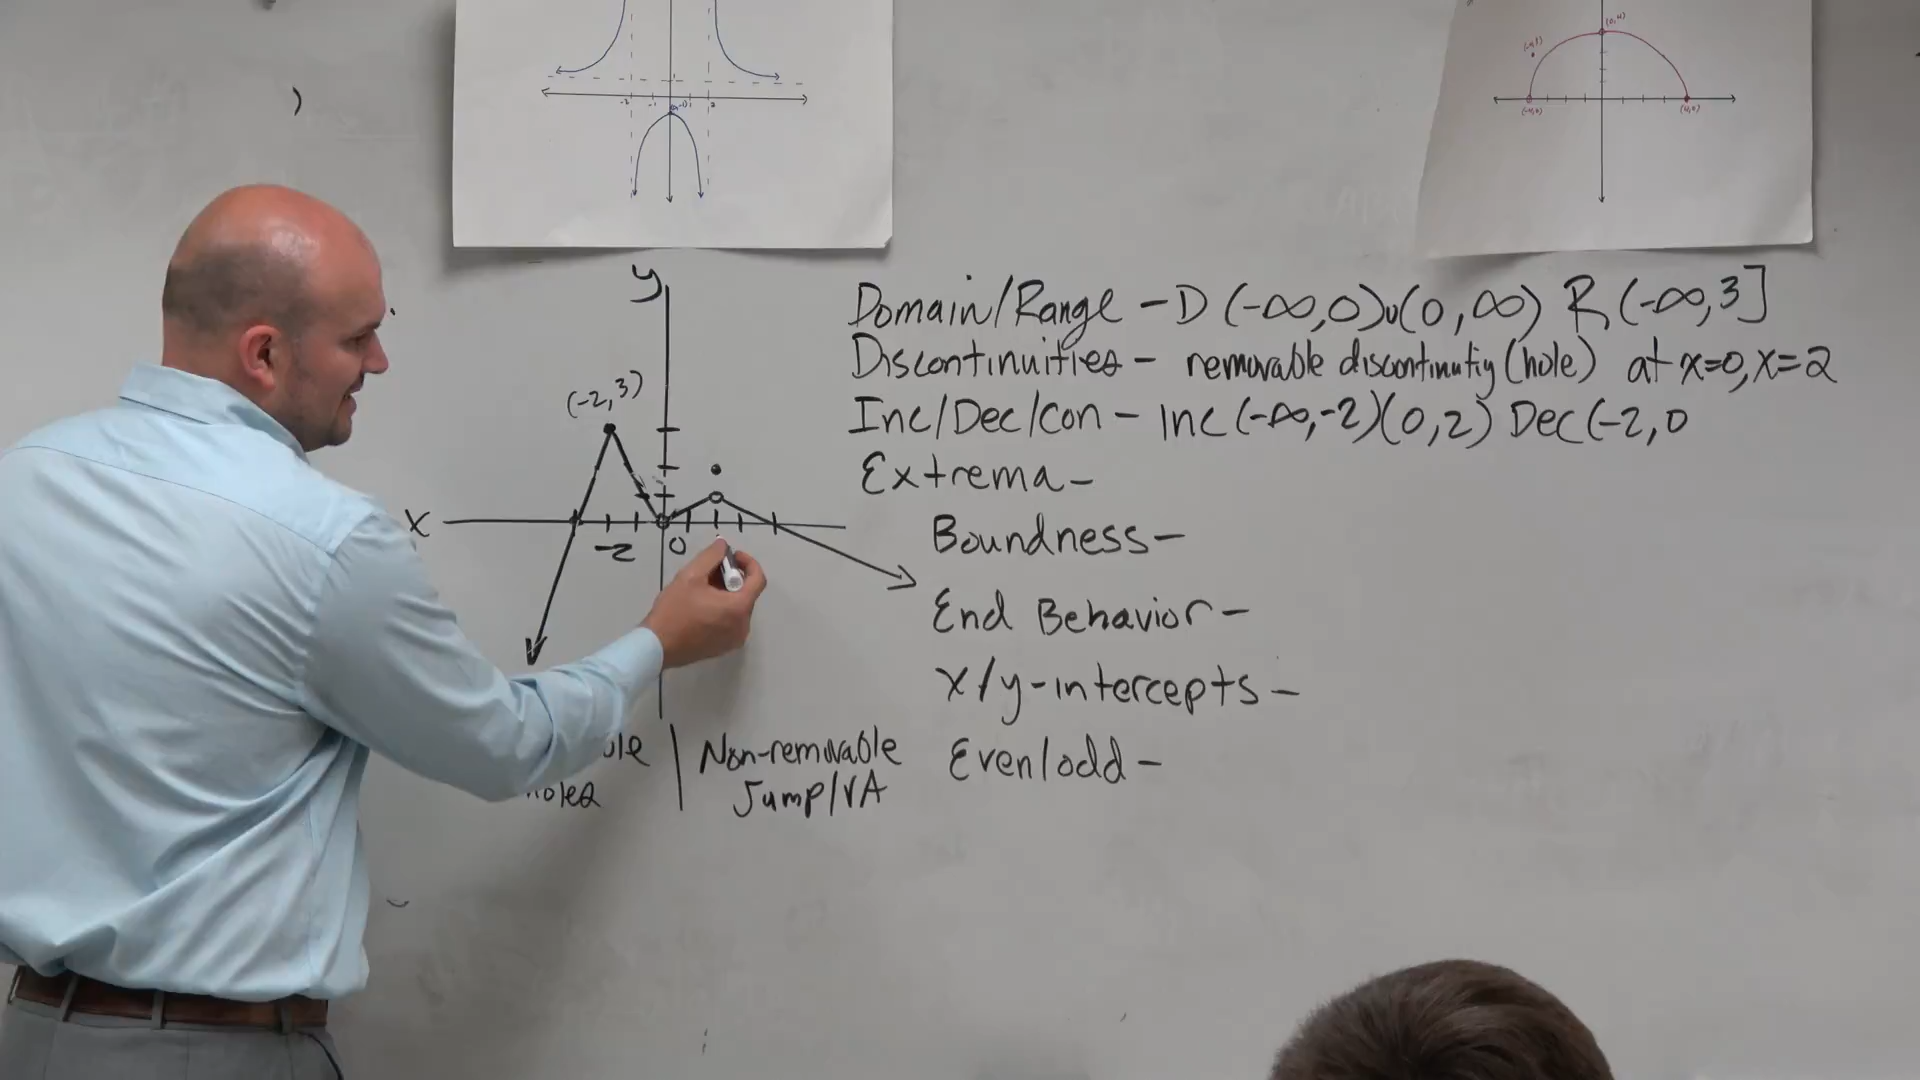 y
Domain/Range - D (-∞,0)∪(0,∞) R (-∞,3]
Discontinuities - removable discontinutiy (hole) at x=0, x=2
(-2,3)
Inc/Dec/con - Inc (-∞,-2)(0,2) Dec(-2,0
Extrema-
x
-2 0
Boundness-
End Behavior-
x/y-intercepts-
Non-removable
Jump/VA
Even/odd-